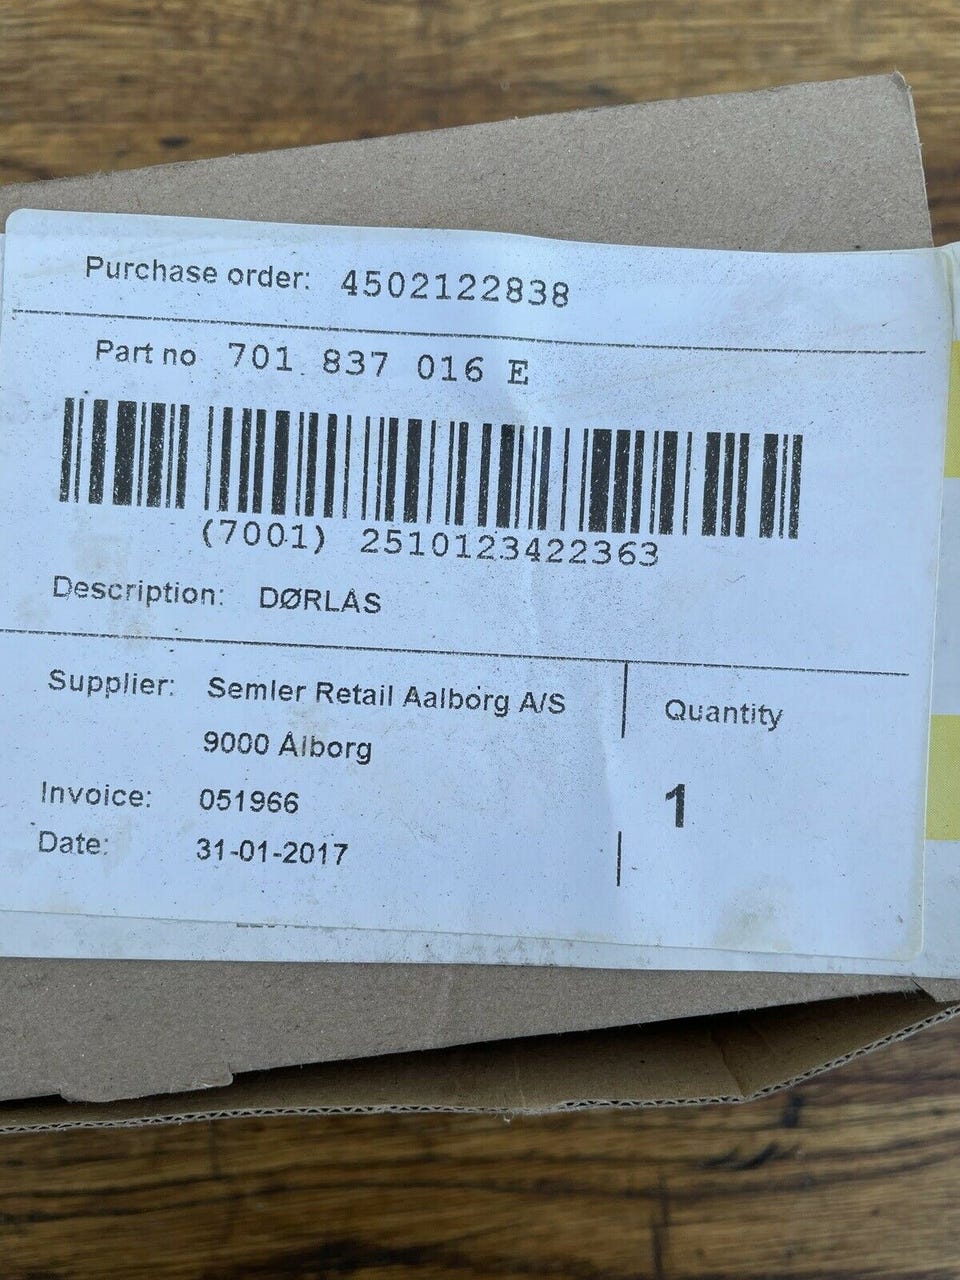 Purchase order: 4502122838
Part no 701 837 016 E
(7001) 2510123422363
Description: DØRLÅS
Supplier: Semler Retail Aalborg A/S
9000 Ålborg
Quantity
1
Invoice: 051966
Date: 31-01-2017